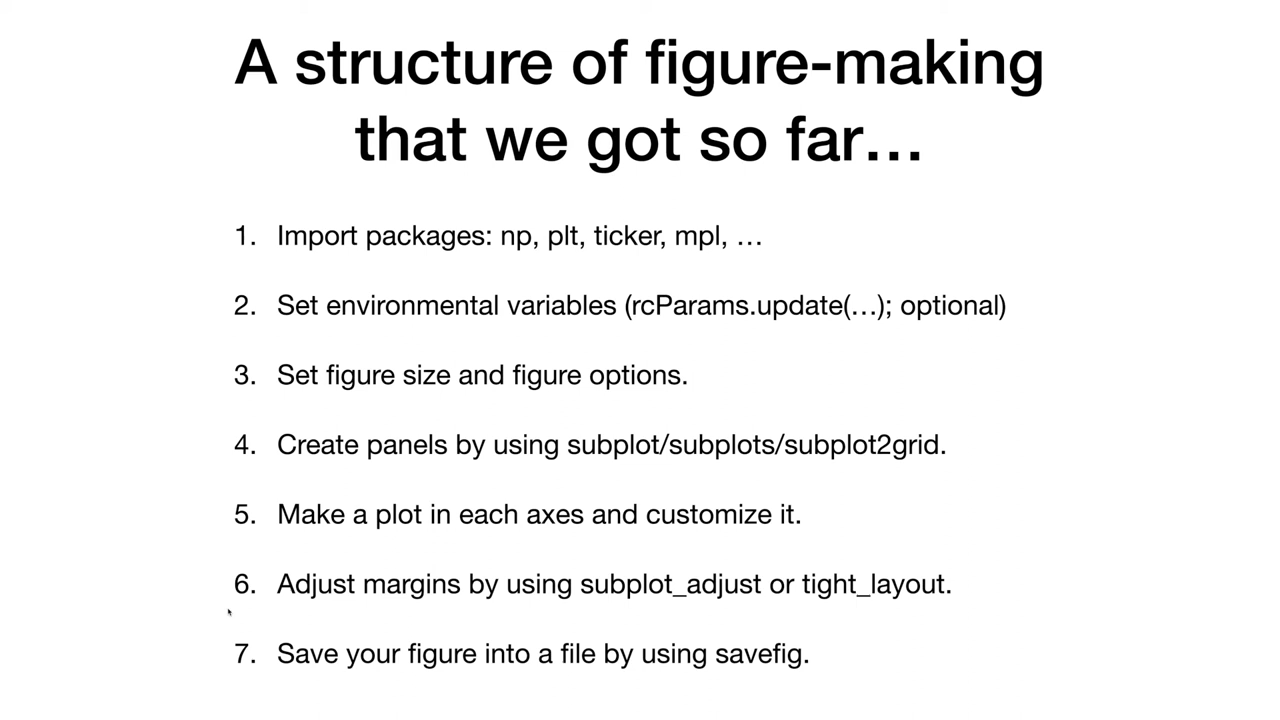 A structure of figure-making
that we got so far…
1. Import packages: np, plt, ticker, mpl, …
2. Set environmental variables (rcParams.update(…); optional)
3. Set figure size and figure options.
4. Create panels by using subplot/subplots/subplot2grid.
5. Make a plot in each axes and customize it.
6. Adjust margins by using subplot_adjust or tight_layout.
7. Save your figure into a file by using savefig.